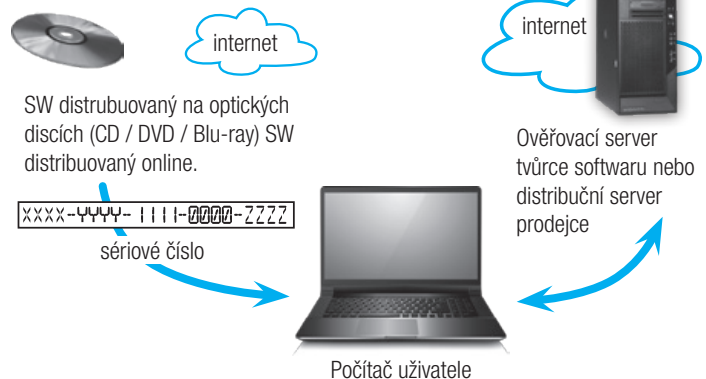 internet
internet
SW distrubuovaný na optických
discích (CD / DVD / Blu-ray) SW
distribuovaný online.
XXXX-YYYY-1111-0000-ZZZZ
sériové číslo
Ověřovací server
tvůrce softwaru nebo
distribuční server
prodejce
Počítač uživatele